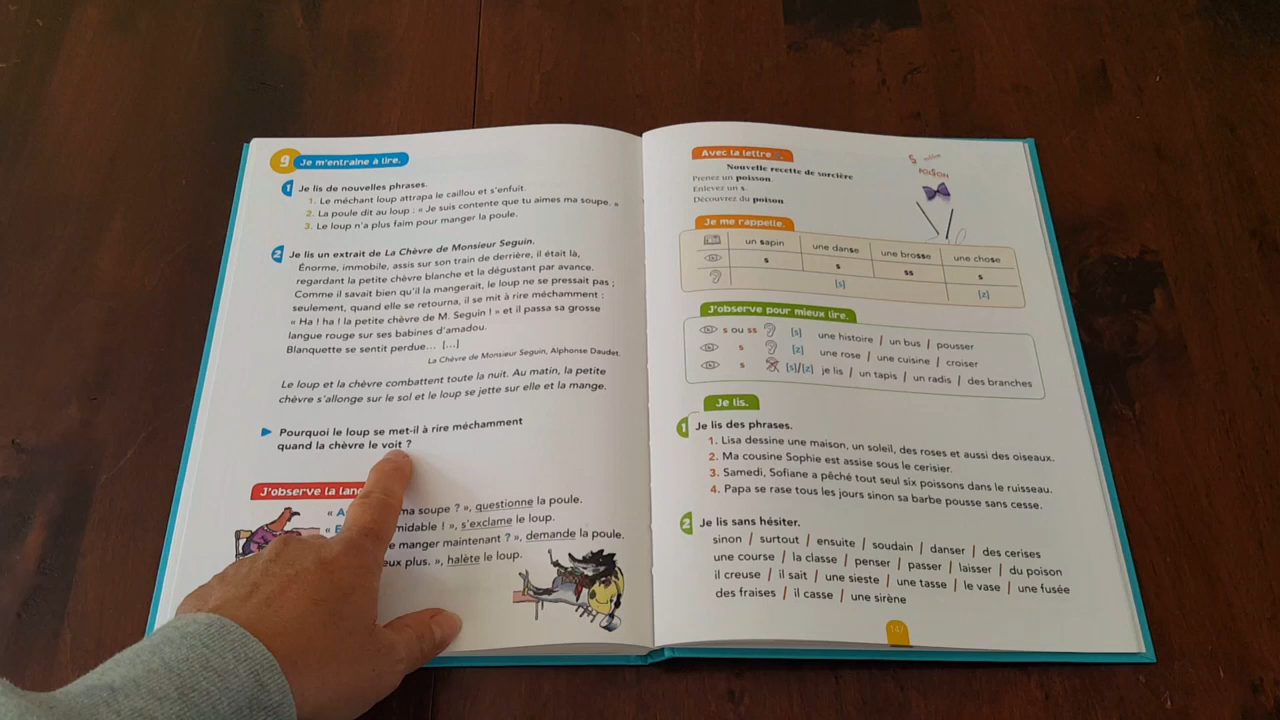 9 Je m'entraine à lire.
1 Je lis de nouvelles phrases.
1. Le méchant loup attrapa le caillou et s'enfuit.
2. La poule dit au loup : « Je suis contente que tu aimes ma soupe. »
3. Le loup n'a plus faim pour manger la poule.
2 Je lis un extrait de La Chèvre de Monsieur Seguin.
Énorme, immobile, assis sur son train de derrière, il était là,
regardant la petite chèvre blanche et la dégustant par avance.
Comme il savait bien qu'il la mangerait, le loup ne se pressait pas ;
seulement, quand elle se retourna, il se mit à rire méchamment :
« Ha ! ha ! la petite chèvre de M. Seguin ! » et il passa sa grosse
langue rouge sur ses babines d'amadou.
Blanquette se sentit perdue... [...]
La Chèvre de Monsieur Seguin, Alphonse Daudet.
Le loup et la chèvre combattent toute la nuit. Au matin, la petite
chèvre s'allonge sur le sol et le loup se jette sur elle et la mange.
Pourquoi le loup se met-il à rire méchamment
quand la chèvre le voit ?
J'observe la
ma soupe ? », questionne la poule.
! », s'exclame le loup.
manger maintenant ? », demande la poule.
plus. », halète le loup.
Avec la lettre
Nouvelle recette de sorcière
Prenez un poisson.
Enlevez un s.
Découvrez du poison.
S
POISON
Je me rappelle.
un sapin une danse une brosse une chose
s s ss s
[s] [z]
J'observe pour mieux lire.
s ou ss [s] une histoire / un bus / pousser
s [z] une rose / une cuisine / croiser
s [s]/[z] je lis / un tapis / un radis / des branches
Je lis.
1 Je lis des phrases.
1. Lisa dessine une maison, un soleil, des roses et aussi des oiseaux.
2. Ma cousine Sophie est assise sous le cerisier.
3. Samedi, Sofiane a pêché tout seul six poissons dans le ruisseau.
4. Papa se rase tous les jours sinon sa barbe pousse sans cesse.
2 Je lis sans hésiter.
sinon / surtout / ensuite / soudain / danser / des cerises
une course / la classe / penser / passer / laisser / du poison
il creuse / il sait / une sieste / une tasse / le vase / une fusée
des fraises / il casse / une sirène
147